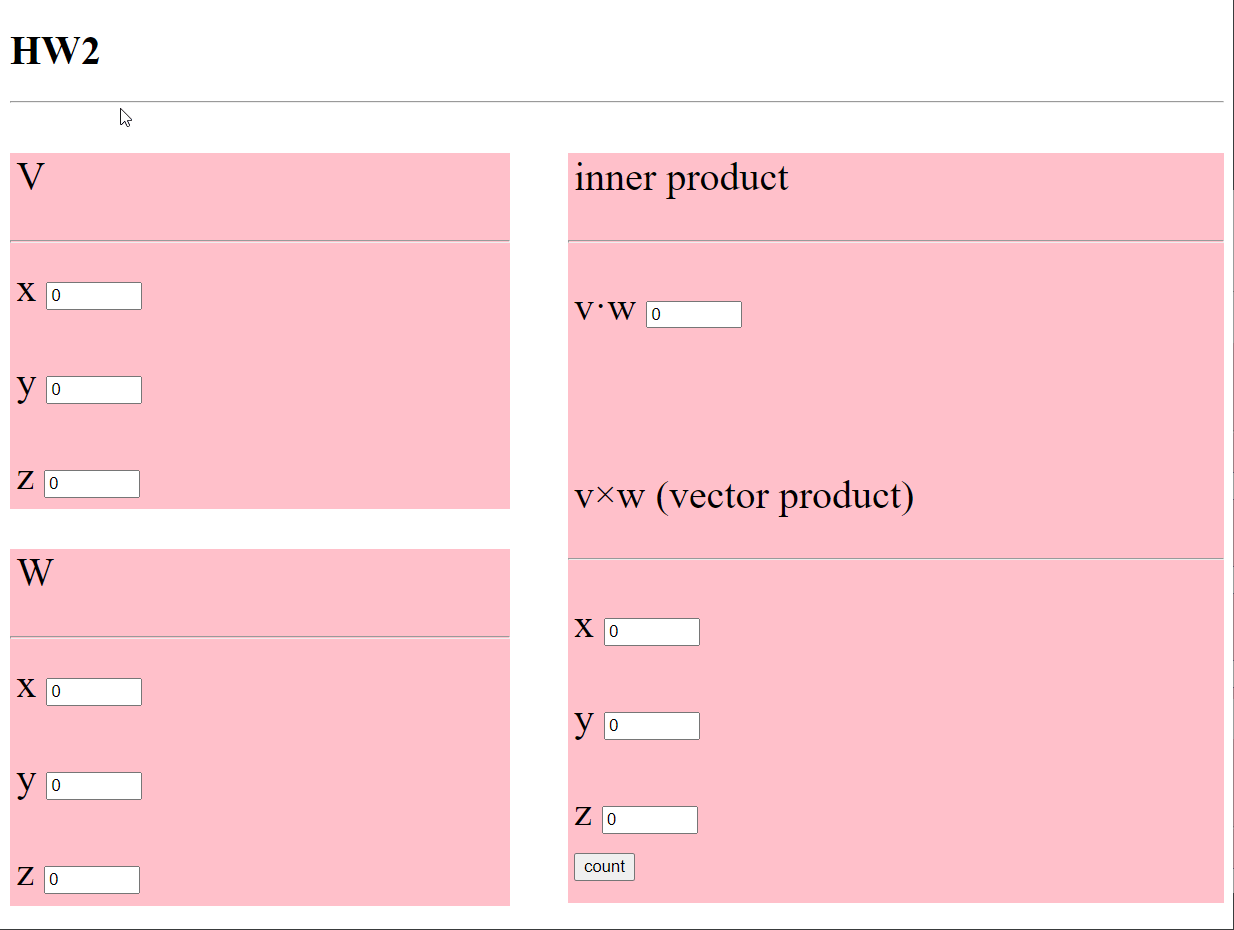 HW2
V
x 0
y 0
z 0
W
x 0
y 0
z 0
inner product
v·w 0
v×w (vector product)
x 0
y 0
z 0
count